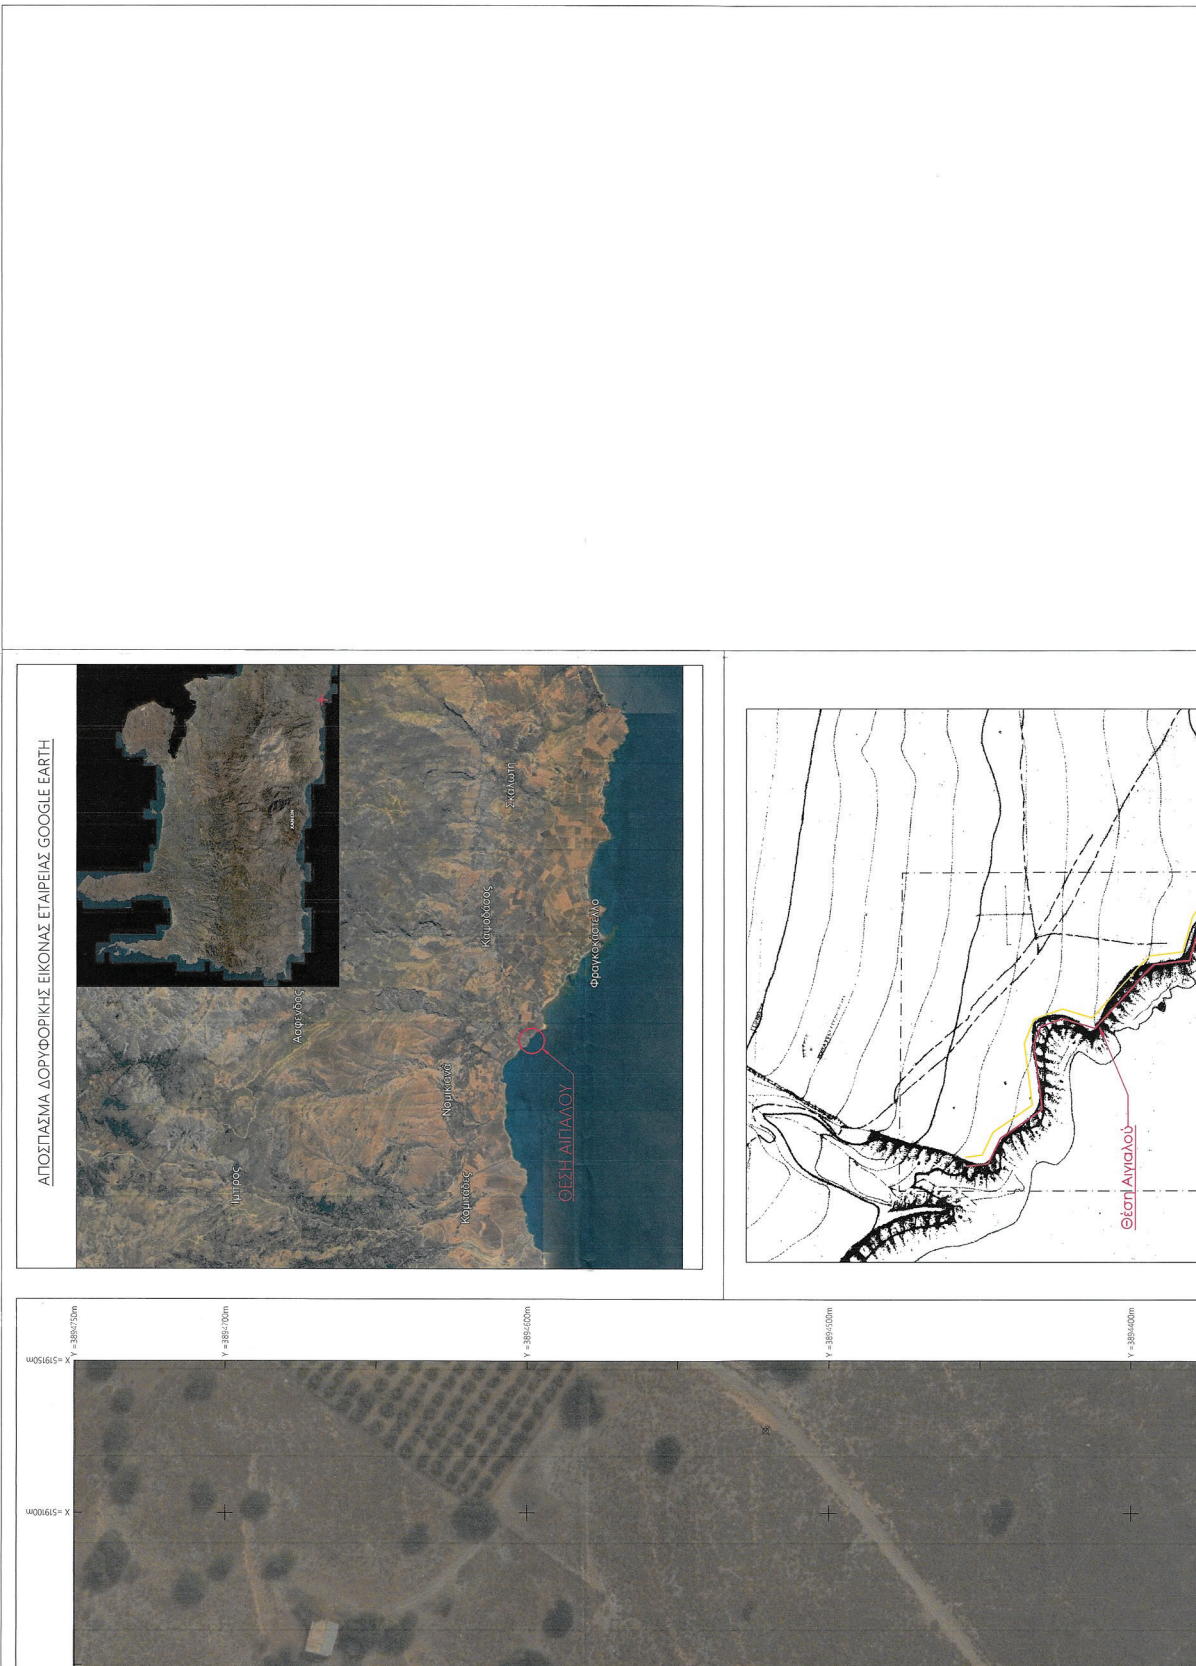 ΑΠΟΣΠΑΣΜΑ ΔΟΡΥΦΟΡΙΚΗΣ ΕΙΚΟΝΑΣ ΕΤΑΙΡΕΙΑΣ GOOGLE EARTH
Ίμπρος
Ασφένδος
Κομιτάδες
Νομικιανά
Καψοδάσος
Σκαλωτή
Φραγκοκάστελλο
ΘΕΣΗ ΑΙΓΙΑΛΟΥ
Θέση Αιγιαλού
Y =3894750m
Y =3894700m
Y =3894600m
Y =3894500m
Y =3894400m
X =519150m
X =519100m